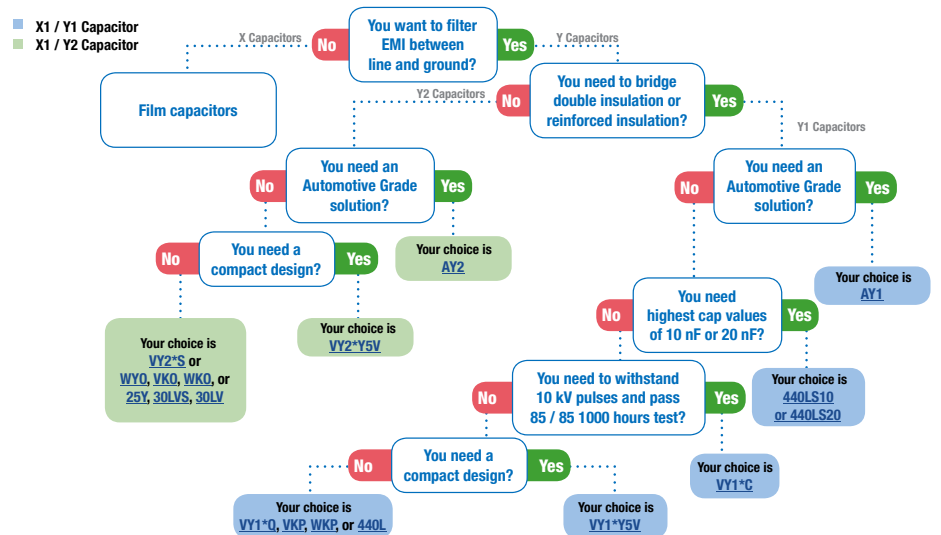 X1 / Y1 Capacitor
X1 / Y2 Capacitor
X Capacitors
No
You want to filter
EMI between
line and ground?
Yes
Y Capacitors
Film capacitors
Y2 Capacitors
No
You need to bridge
double insulation or
reinforced insulation?
Yes
Y1 Capacitors
No
You need an
Automotive Grade
solution?
Yes
No
You need an
Automotive Grade
solution?
Yes
No
You need a
compact design?
Yes
Your choice is
AY2
Your choice is
AY1
No
You need
highest cap values
of 10 nF or 20 nF?
Yes
Your choice is
VY2*S or
WYO, VKO, WKO, or
25Y, 30LVS, 30LV
Your choice is
VY2*Y5V
No
You need to withstand
10 kV pulses and pass
85 / 85 1000 hours test?
Yes
Your choice is
440LS10
or 440LS20
No
You need a
compact design?
Yes
Your choice is
VY1*C
Your choice is
VY1*Q, VKP, WKP, or 440L
Your choice is
VY1*Y5V